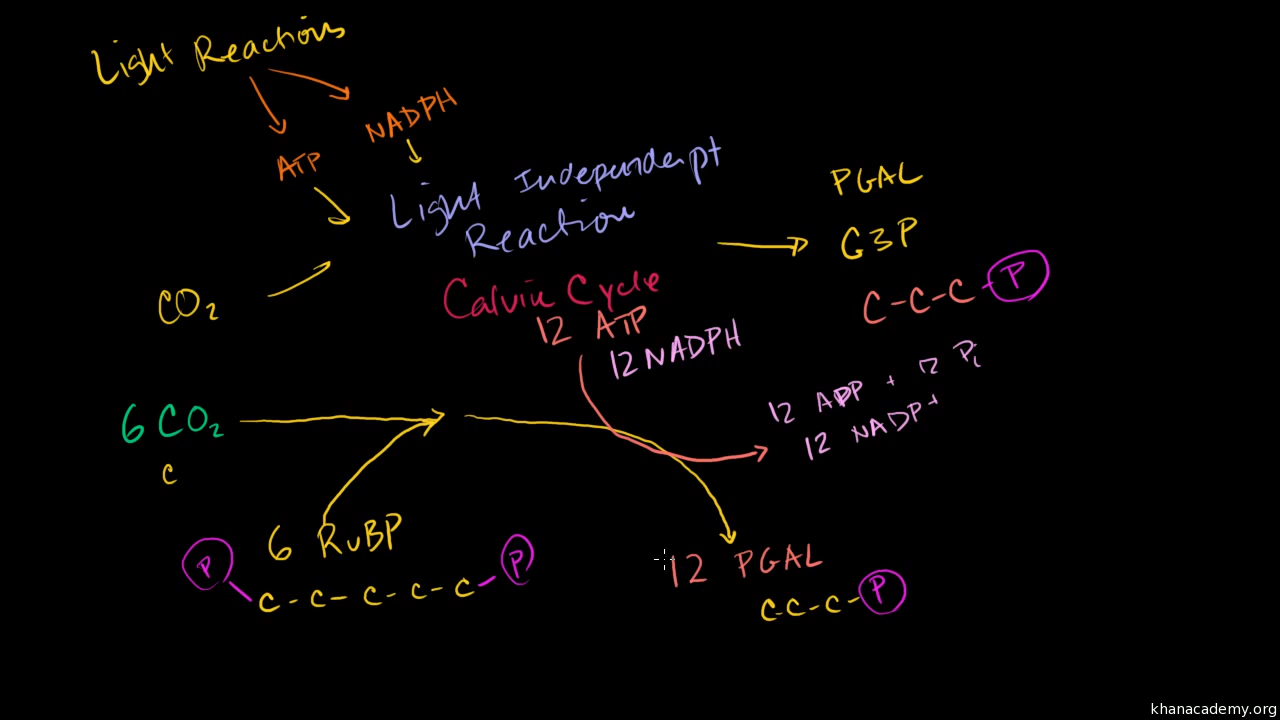 Light Reactions
ATP
NADPH
Light Independent
Reaction
Calvin Cycle
CO₂
PGAL
G3P
C-C-C-P
12 ATP
12 NADPH
12 ADP + 12 Pi
12 NADP+
6 CO₂
C
6 RuBP
P-C-C-C-C-C-P
12 PGAL
C-C-C-P
khanacademy.org